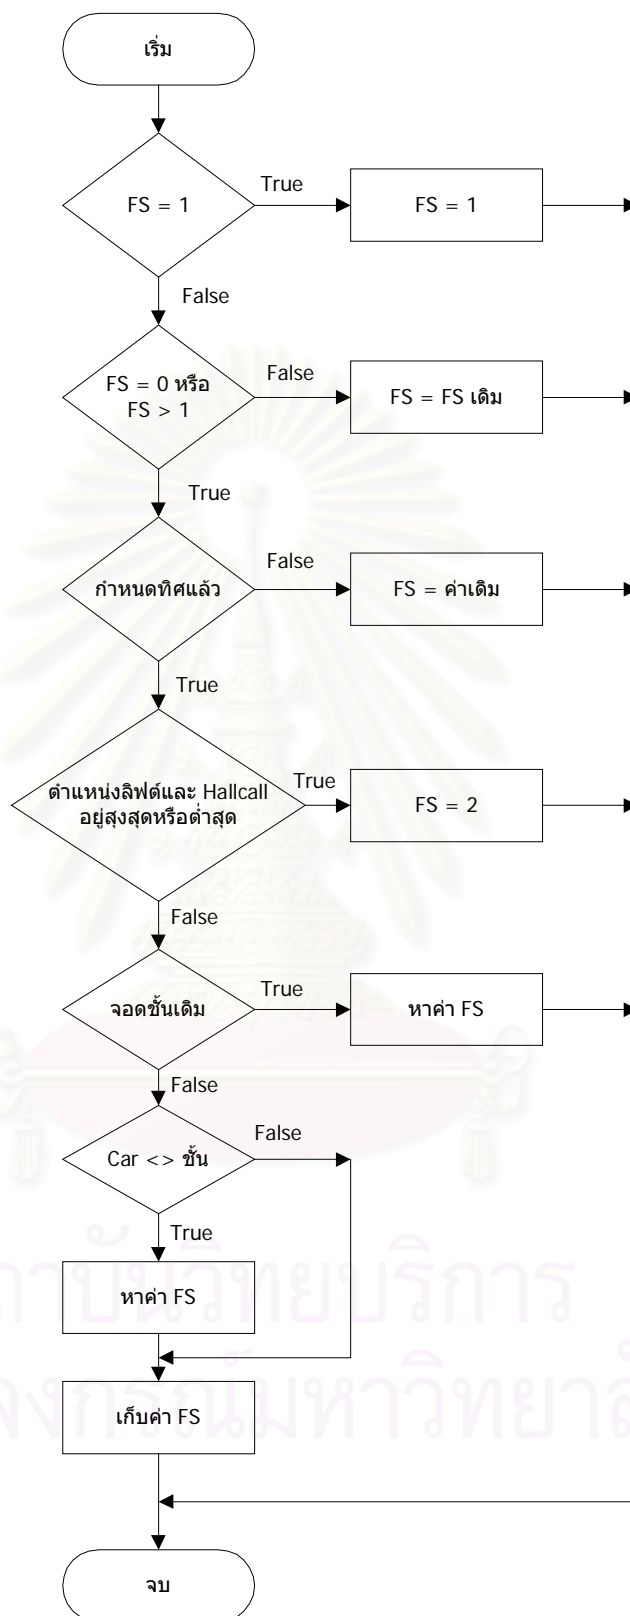 เริ่ม
FS = 1
True
FS = 1
False
FS = 0 หรือ
FS > 1
False
FS = FS เดิม
True
กำหนดทิศแล้ว
False
FS = ค่าเดิม
True
ตำแหน่งลิฟต์และ Hallcall
อยู่สุงสุดหรือต่ำสุด
True
FS = 2
False
จอดชั้นเดิม
True
หาค่า FS
False
Car <> ชั้น
False
True
หาค่า FS
เก็บค่า FS
จบ